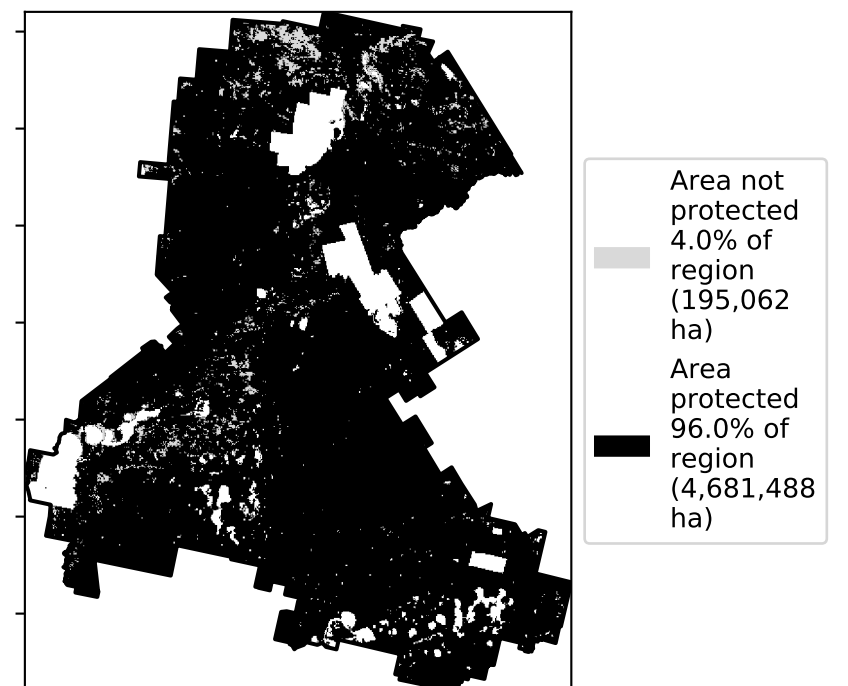 Area not
protected
4.0% of
region
(195,062
ha)
Area
protected
96.0% of
region
(4,681,488
ha)